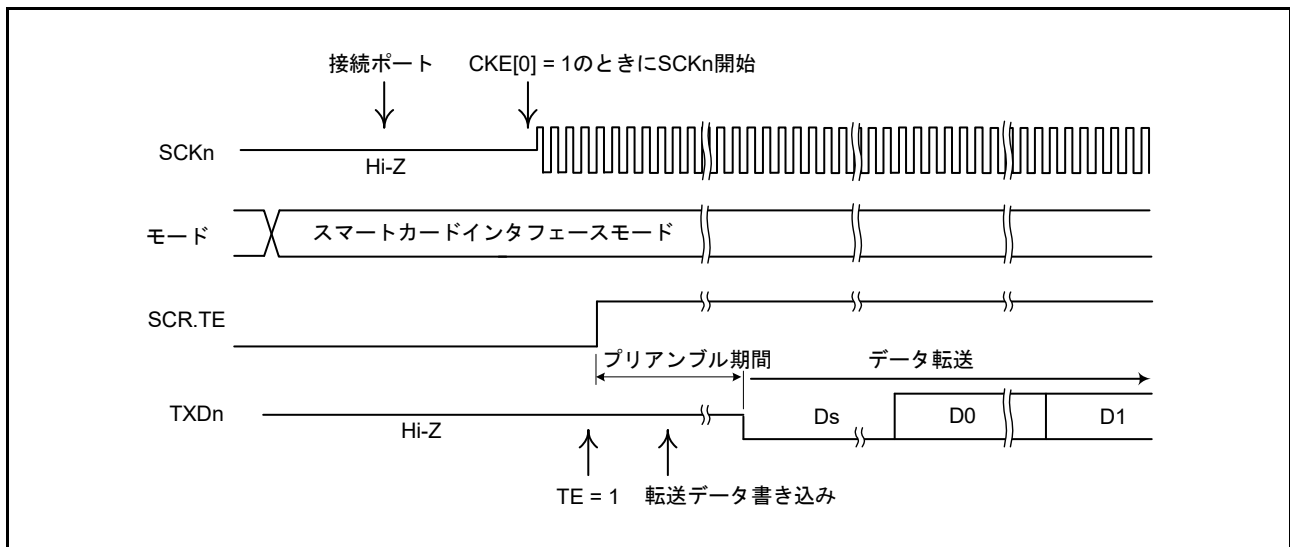 接続ポート CKE[0] = 1のときにSCKn開始
SCKn
Hi-Z
モード スマートカードインタフェースモード
SCR.TE
プリアンブル期間 データ転送
TXDn
Hi-Z
Ds D0 D1
TE = 1 転送データ書き込み